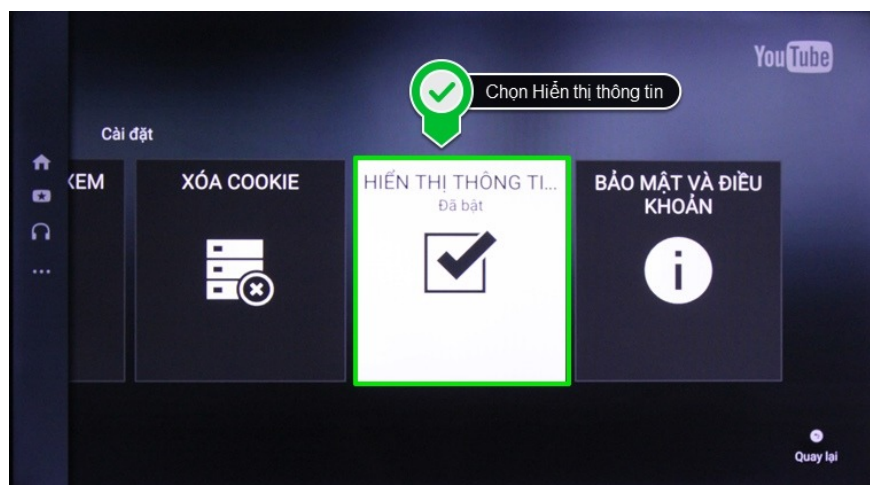 YouTube
Chọn Hiển thị thông tin
Cài đặt
XEM
XÓA COOKIE
HIỂN THỊ THÔNG TI...
Đã bật
BẢO MẬT VÀ ĐIỀU
KHOẢN
Quay lại